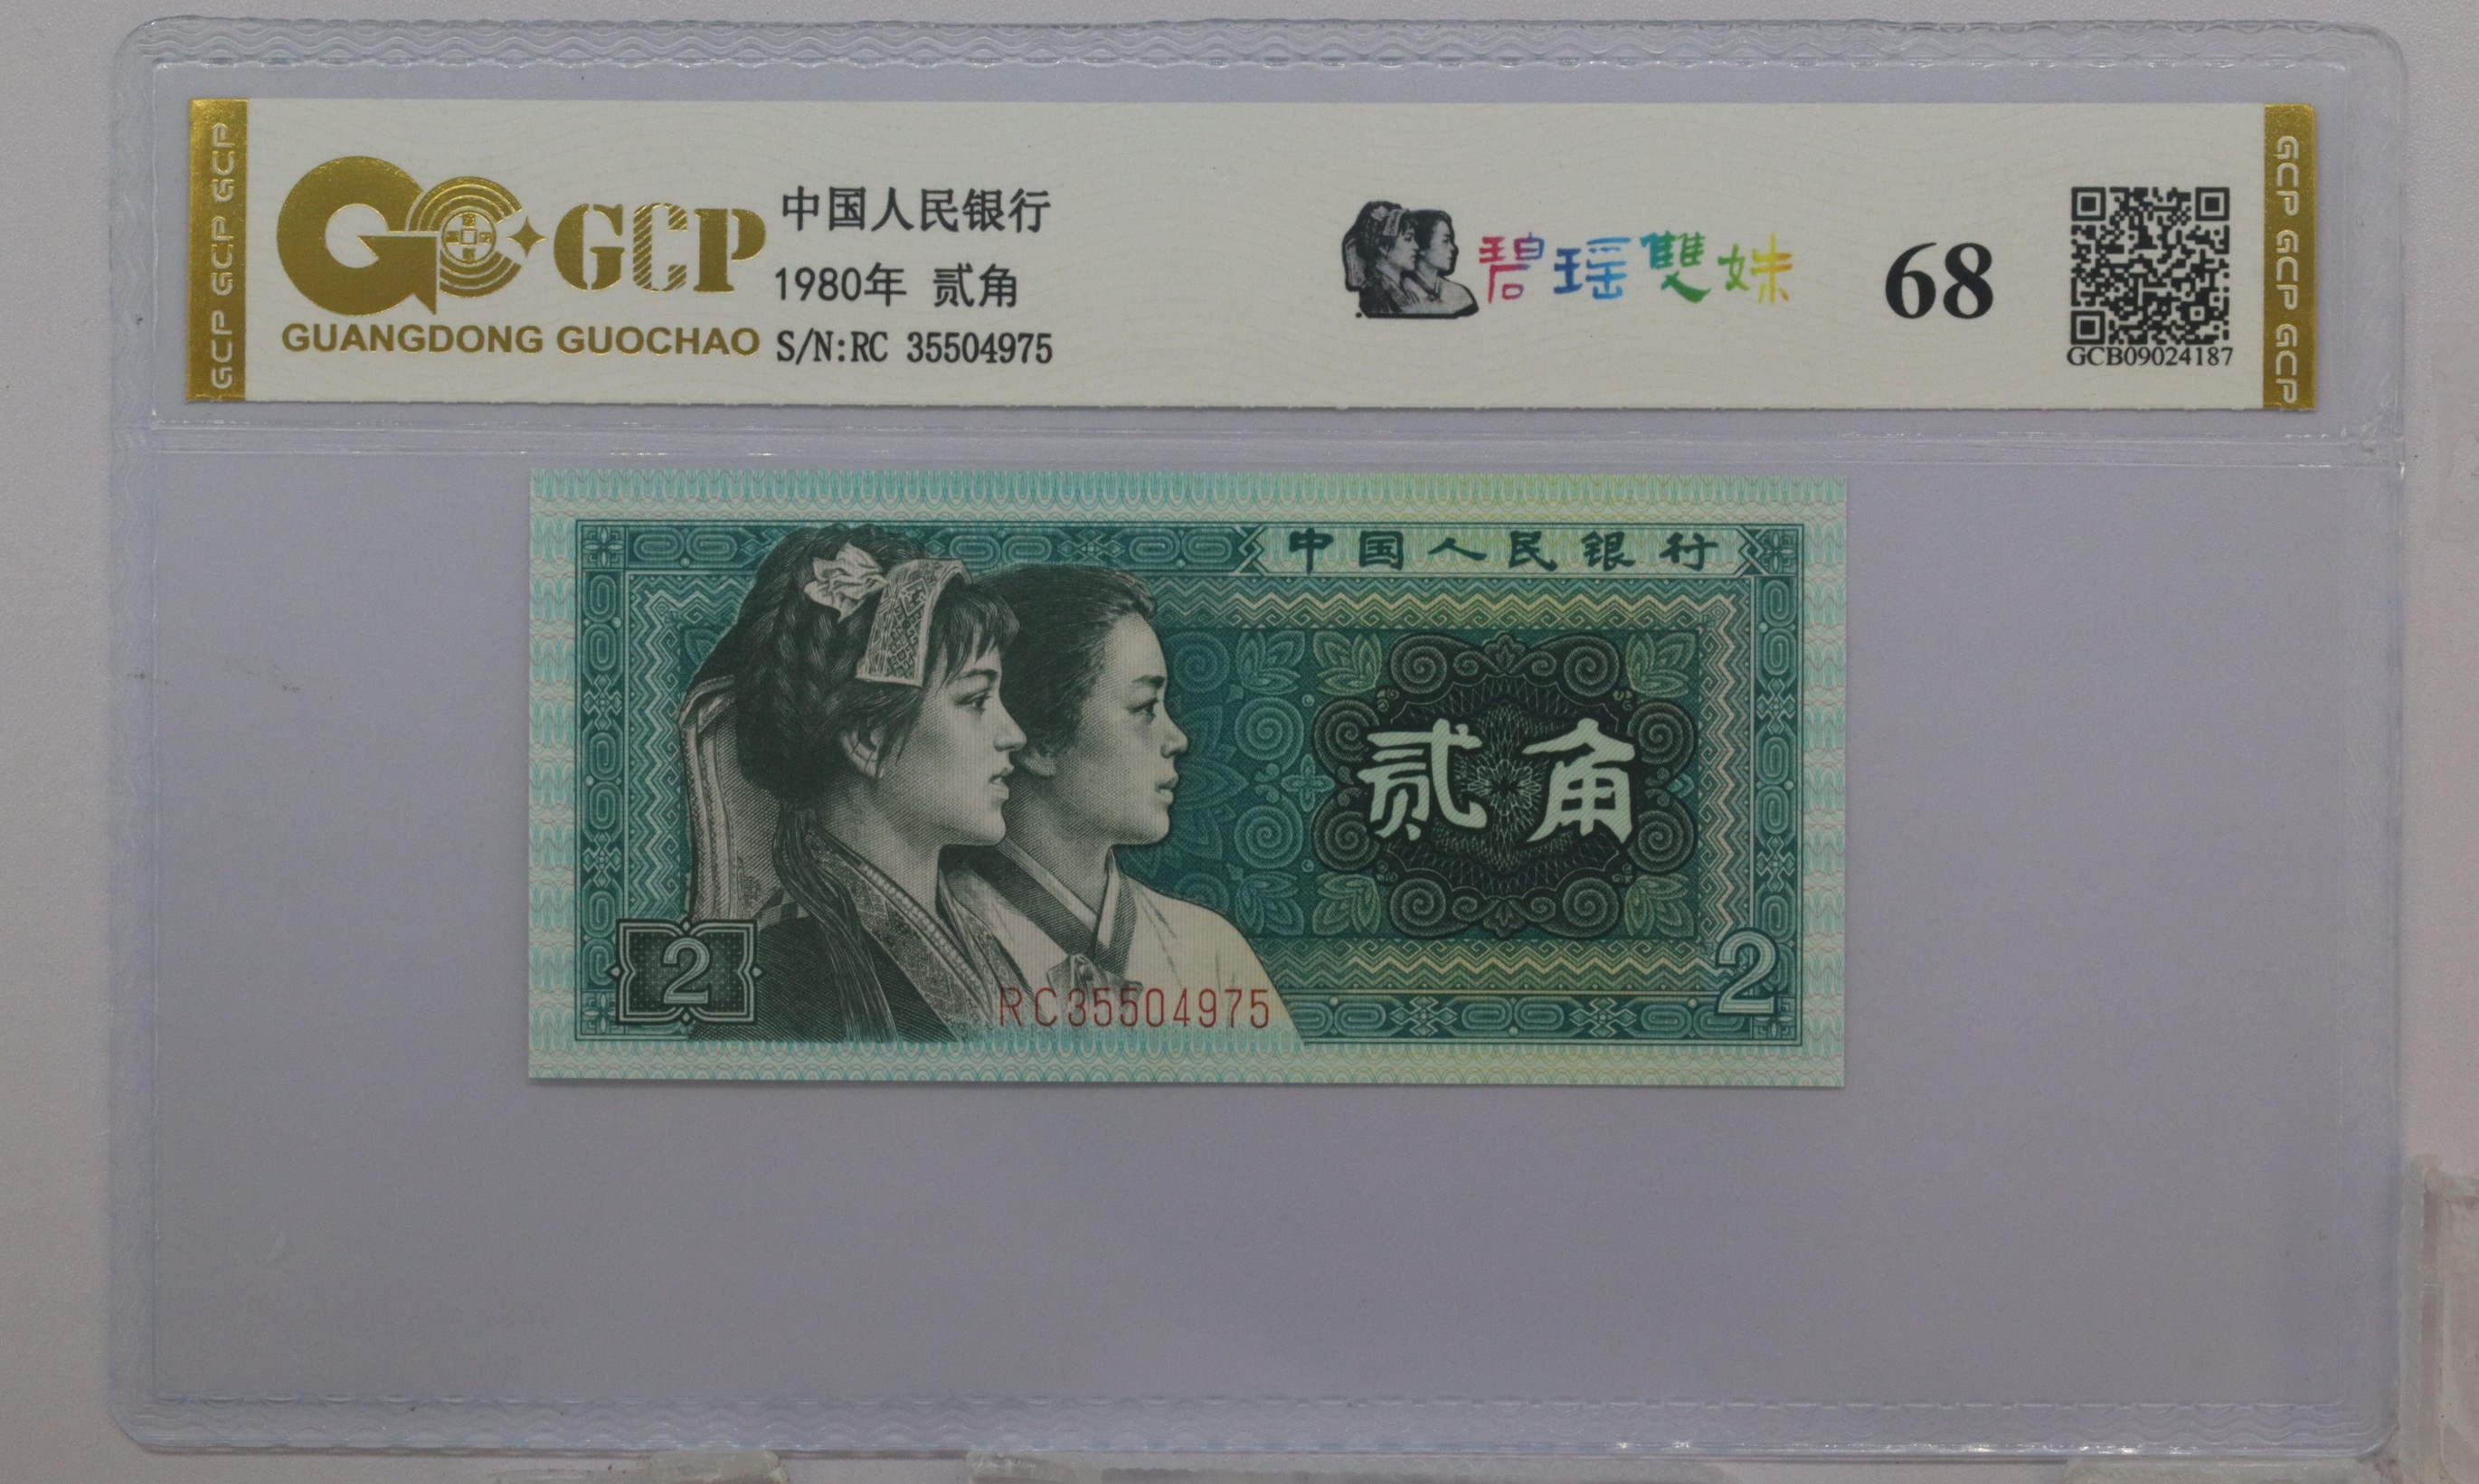 GCP GCP GCP
GCP
GUANGDONG GUOCHAO
中国人民银行
1980年 贰角
S/N:RC 35504975
碧瑶雙姝
68
GCB09024187
GCP GCP GCP
中国人民银行
贰角
2
2
RC35504975